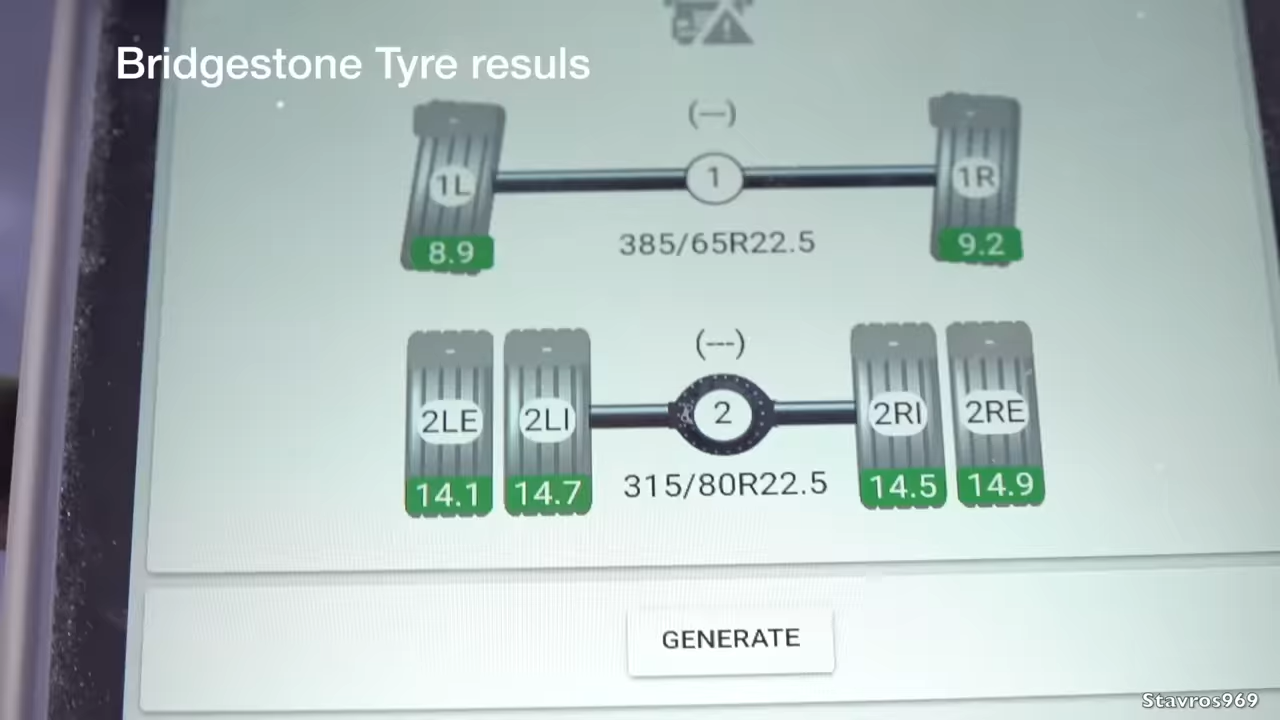 Bridgestone Tyre resuls
(---)
1L
1
1R
8.9
385/65R22.5
9.2
(---)
2LE
2LI
2
2RI
2RE
14.1
14.7
315/80R22.5
14.5
14.9
GENERATE
Stavros969